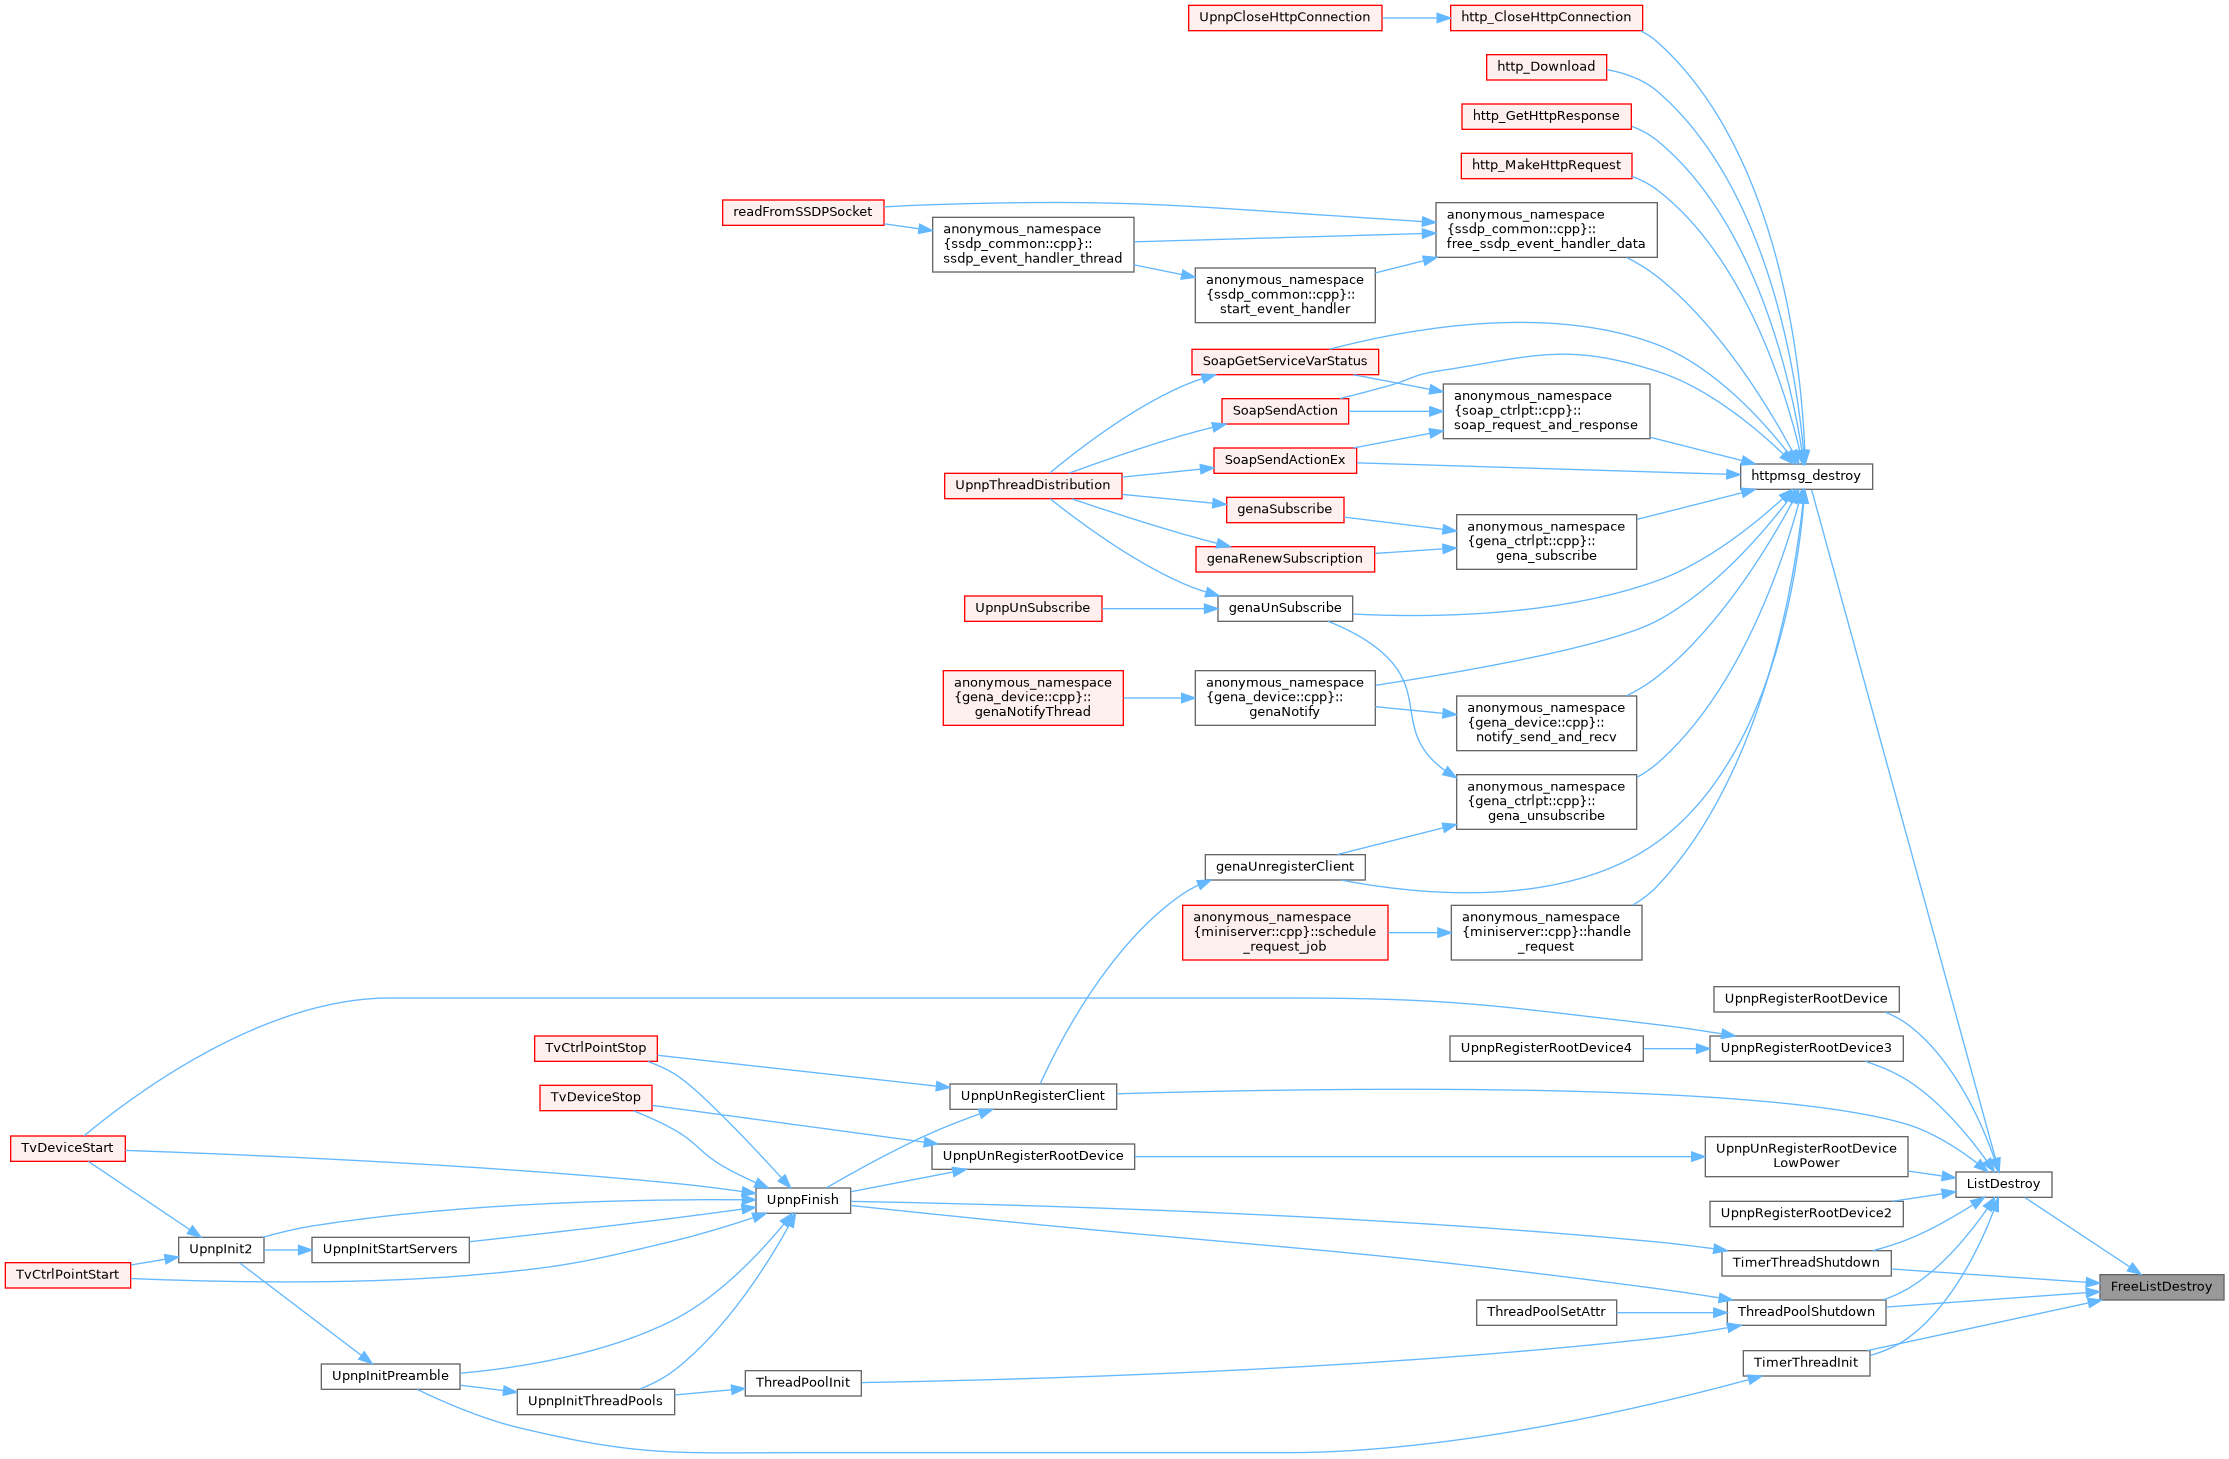 UpnpCloseHttpConnection
http_CloseHttpConnection
http_Download
http_GetHttpResponse
http_MakeHttpRequest
readFromSSDPSocket
anonymous_namespace
{ssdp_common::cpp}::
ssdp_event_handler_thread
anonymous_namespace
{ssdp_common::cpp}::
free_ssdp_event_handler_data
anonymous_namespace
{ssdp_common::cpp}::
start_event_handler
SoapGetServiceVarStatus
SoapSendAction
anonymous_namespace
{soap_ctrlpt::cpp}::
soap_request_and_response
SoapSendActionEx
httpmsg_destroy
UpnpThreadDistribution
genaSubscribe
anonymous_namespace
{gena_ctrlpt::cpp}::
gena_subscribe
genaRenewSubscription
UpnpUnSubscribe
genaUnSubscribe
anonymous_namespace
{gena_device::cpp}::
genaNotifyThread
anonymous_namespace
{gena_device::cpp}::
genaNotify
anonymous_namespace
{gena_device::cpp}::
notify_send_and_recv
anonymous_namespace
{gena_ctrlpt::cpp}::
gena_unsubscribe
genaUnregisterClient
anonymous_namespace
{miniserver::cpp}::schedule
_request_job
anonymous_namespace
{miniserver::cpp}::handle
_request
UpnpRegisterRootDevice
TvCtrlPointStop
UpnpRegisterRootDevice4
UpnpRegisterRootDevice3
TvDeviceStop
UpnpUnRegisterClient
TvDeviceStart
UpnpUnRegisterRootDevice
UpnpUnRegisterRootDevice
LowPower
ListDestroy
UpnpFinish
UpnpRegisterRootDevice2
UpnpInit2
UpnpInitStartServers
TimerThreadShutdown
TvCtrlPointStart
FreeListDestroy
ThreadPoolSetAttr
ThreadPoolShutdown
UpnpInitPreamble
ThreadPoolInit
TimerThreadInit
UpnpInitThreadPools